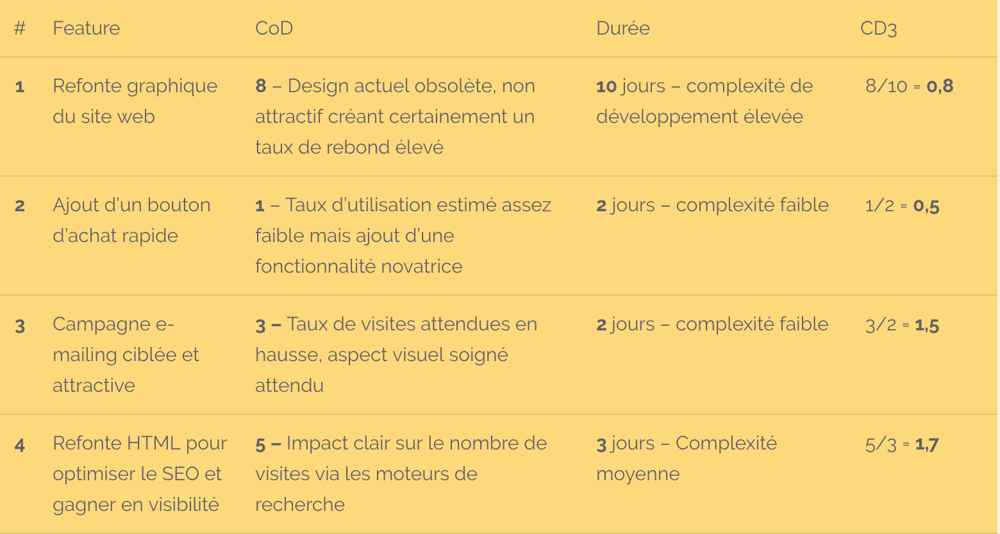 # Feature CoD Durée CD3
1 Refonte graphique 8 – Design actuel obsolète, non 10 jours – complexité de 8/10 = 0,8
du site web attractif créant certainement un développement élevée
taux de rebond élevé
2 Ajout d’un bouton 1 – Taux d’utilisation estimé assez 2 jours – complexité faible 1/2 = 0,5
d’achat rapide faible mais ajout d’une
fonctionnalité novatrice
3 Campagne e- 3 – Taux de visites attendues en 2 jours – complexité faible 3/2 = 1,5
mailing ciblée et hausse, aspect visuel soigné
attractive attendu
4 Refonte HTML pour 5 – Impact clair sur le nombre de 3 jours – Complexité 5/3 = 1,7
optimiser le SEO et visites via les moteurs de moyenne
gagner en visibilité recherche